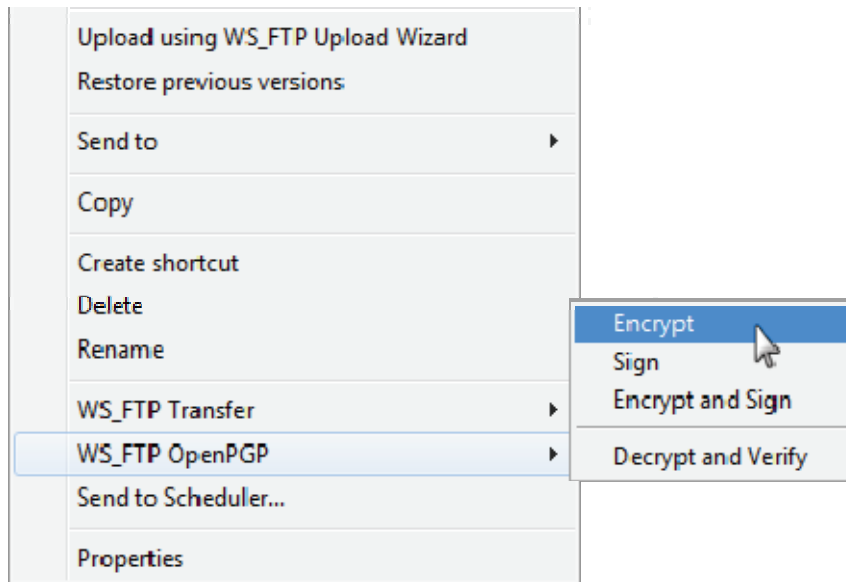 Upload using WS_FTP Upload Wizard
Restore previous versions
Send to
Copy
Create shortcut
Delete
Rename
WS_FTP Transfer
WS_FTP OpenPGP
Send to Scheduler...
Properties
Encrypt
Sign
Encrypt and Sign
Decrypt and Verify